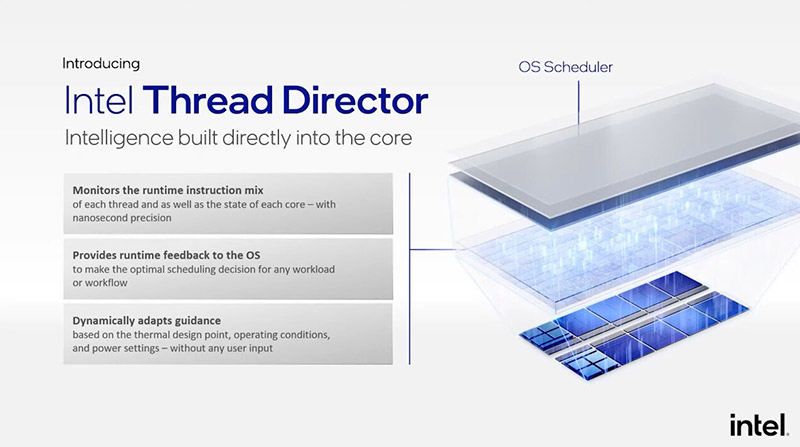 Introducing
Intel Thread Director
Intelligence built directly into the core
OS Scheduler
Monitors the runtime instruction mix
of each thread and as well as the state of each core – with
nanosecond precision
Provides runtime feedback to the OS
to make the optimal scheduling decision for any workload
or workflow
Dynamically adapts guidance
based on the thermal design point, operating conditions,
and power settings – without any user input
intel.